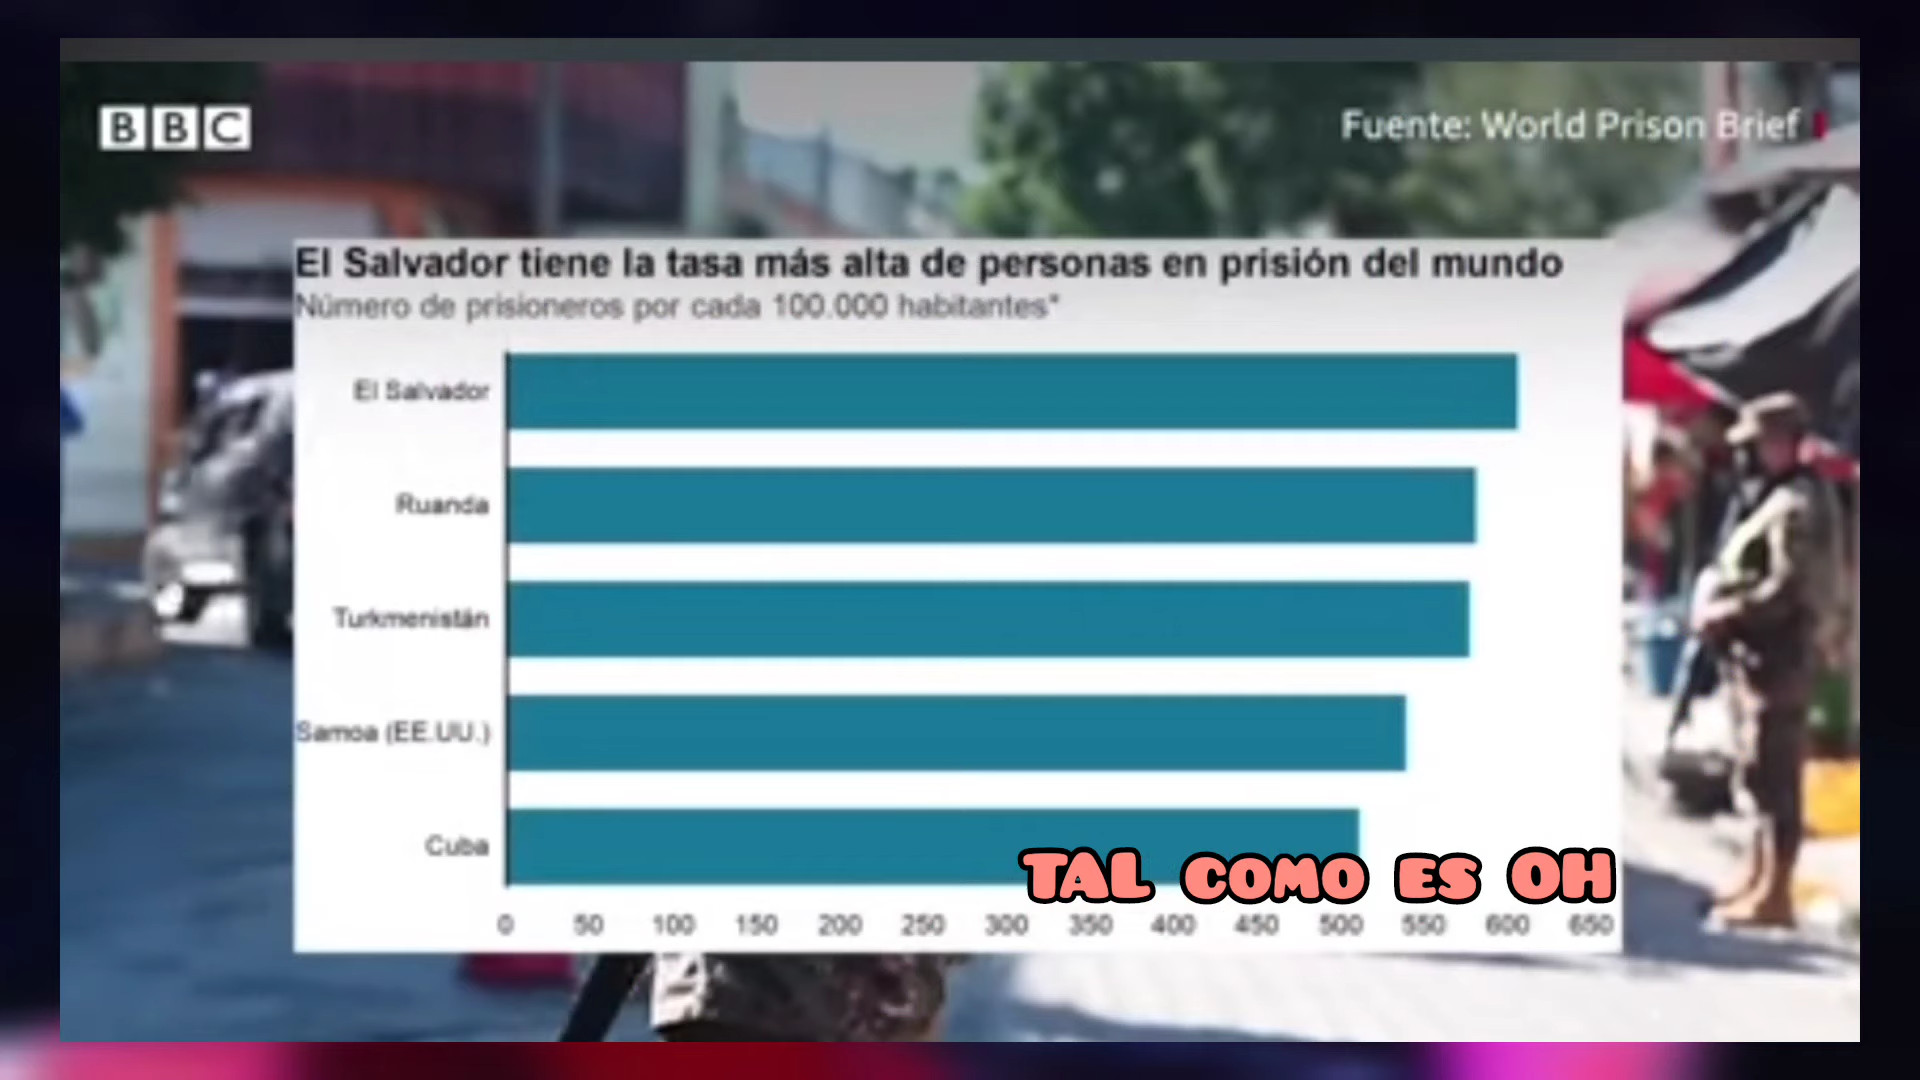 BBC
Fuente: World Prison Brief
El Salvador tiene la tasa más alta de personas en prisión del mundo
Número de prisioneros por cada 100.000 habitantes*
El Salvador
Ruanda
Turkmenistán
Samoa (EE.UU.)
Cuba
TAL COMO ES OH
0 50 100 150 200 250 300 350 400 450 500 550 600 650